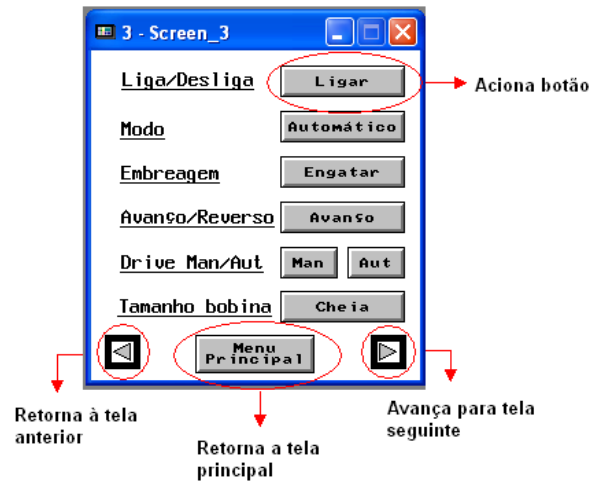 3 - Screen_3
Liga/Desliga Ligar
Aciona botão
Modo Automático
Embreagem Engatar
Avanço/Reverso Avanço
Drive Man/Aut Man Aut
Tamanho bobina Cheia
Menu
Principal
Retorna à tela
anterior
Retorna a tela
principal
Avança para tela
seguinte